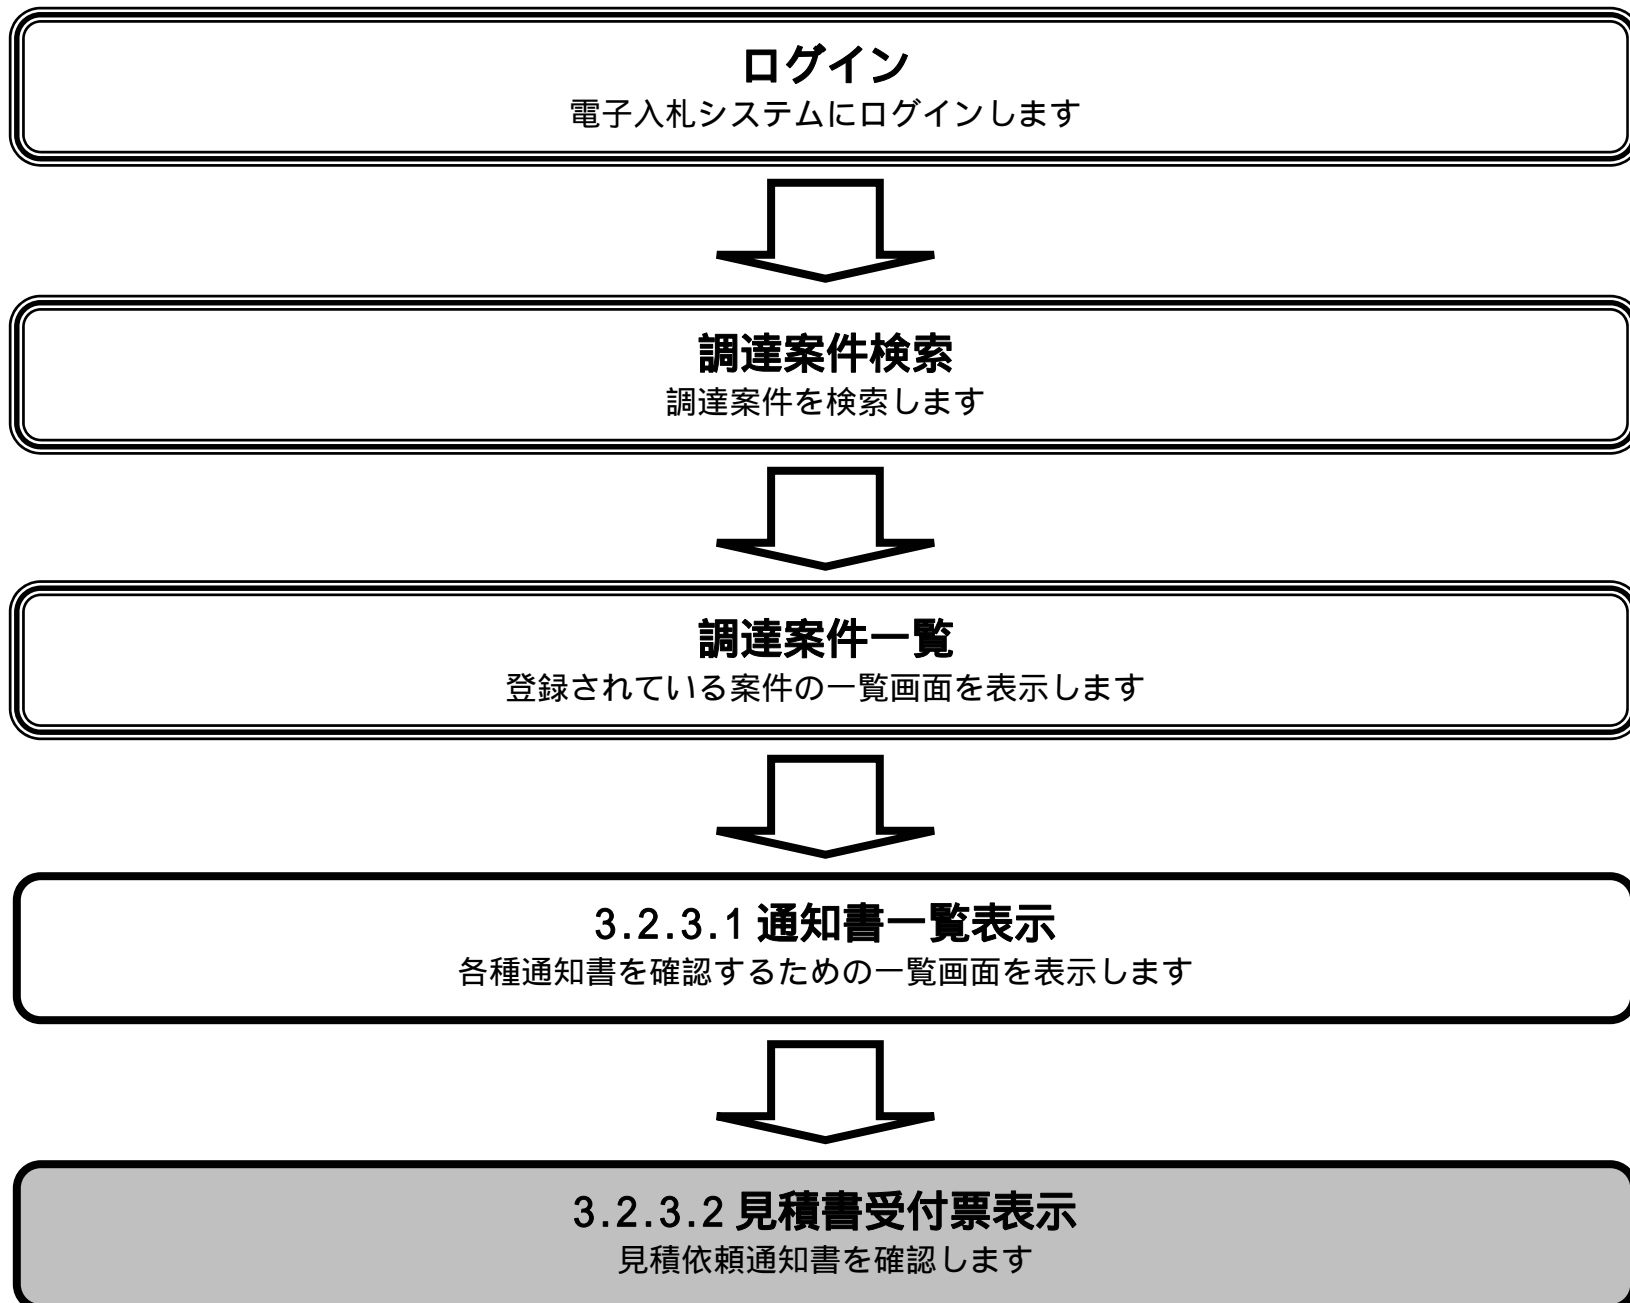 ログイン
電子入札システムにログインします
調達案件検索
調達案件を検索します
調達案件一覧
登録されている案件の一覧画面を表示します
3.2.3.1 通知書一覧表示
各種通知書を確認するための一覧画面を表示します
3.2.3.2 見積書受付票表示
見積依頼通知書を確認します